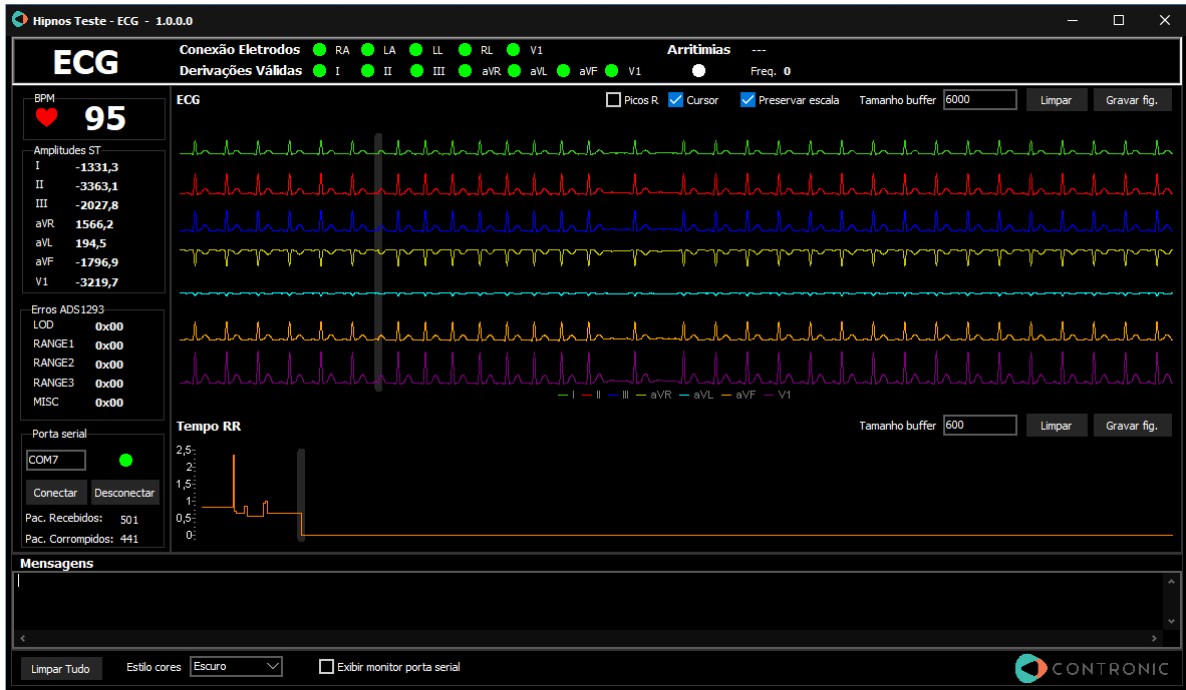 Hipnos Teste - ECG - 1.0.0.0
ECG
Conexão Eletrodos RA LA LL RL V1
Derivações Válidas I II III aVR aVL aVF V1
Arritimias ---
Freq. 0
BPM
95
Amplitudes ST
I -1331,3
II -3363,1
III -2027,8
aVR 1566,2
aVL 194,5
aVF -1796,9
V1 -3219,7
Erros ADS1293
LOD 0x00
RANGE1 0x00
RANGE2 0x00
RANGE3 0x00
MISC 0x00
Porta serial
COM7
Conectar Desconectar
Pac. Recebidos: 501
Pac. Corrompidos: 441
ECG Picos R Cursor Preservar escala Tamanho buffer 6000 Limpar Gravar fig.
I II III aVR aVL aVF V1
Tempo RR Tamanho buffer 600 Limpar Gravar fig.
2,5
2
1,5
1
0,5
0
Mensagens
Limpar Tudo Estilo cores Escuro Exibir monitor porta serial
CONTRONIC